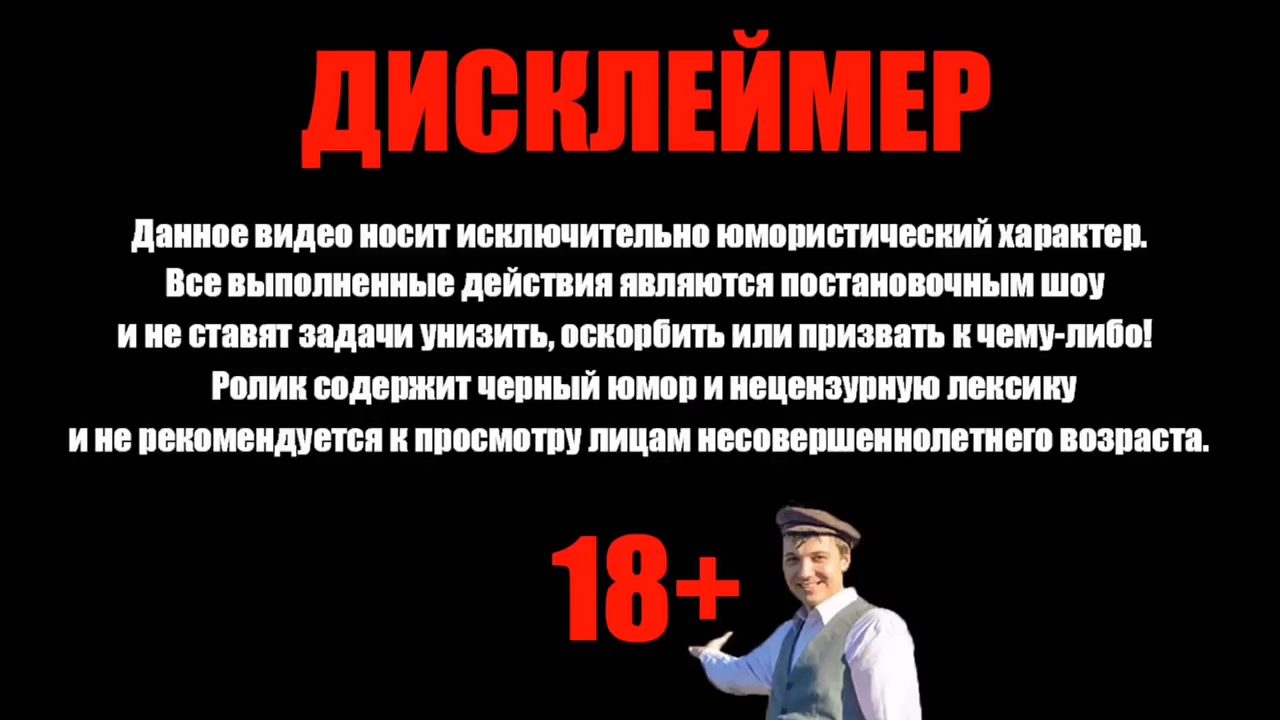 ДИСКЛЕЙМЕР
Данное видео носит исключительно юмористический характер.
Все выполненные действия являются постановочным шоу
и не ставят задачи унизить, оскорбить или призвать к чему-либо!
Ролик содержит черный юмор и нецензурную лексику
и не рекомендуется к просмотру лицам несовершеннолетнего возраста.
18+